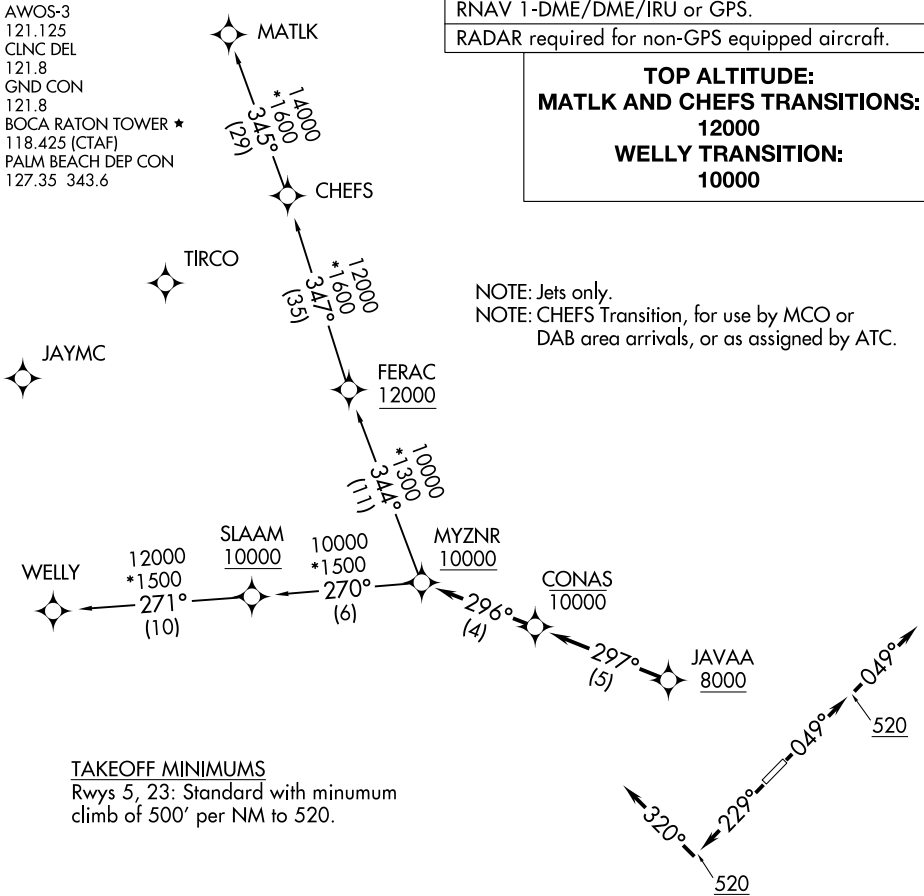 AWOS-3
121.125
CLNC DEL
121.8
GND CON
121.8
BOCA RATON TOWER ★
118.425 (CTAF)
PALM BEACH DEP CON
127.35 343.6
RNAV 1-DME/DME/IRU or GPS.
RADAR required for non-GPS equipped aircraft.
TOP ALTITUDE:
MATLK AND CHEFS TRANSITIONS:
12000
WELLY TRANSITION:
10000
MATLK
14000
*1600
345°
(29)
CHEFS
TIRCO
12000
*1600
347°
(35)
NOTE: Jets only.
NOTE: CHEFS Transition, for use by MCO or
DAB area arrivals, or as assigned by ATC.
JAYMC
FERAC
12000
10000
*1300
344°
(11)
WELLY
12000
*1500
271°
(10)
SLAAM
10000
10000
*1500
270°
(6)
MYZNR
10000
296°
(4)
CONAS
10000
297°
(5)
JAVAA
8000
049°
520
049°
229°
320°
520
TAKEOFF MINIMUMS
Rwys 5, 23: Standard with minumum
climb of 500' per NM to 520.